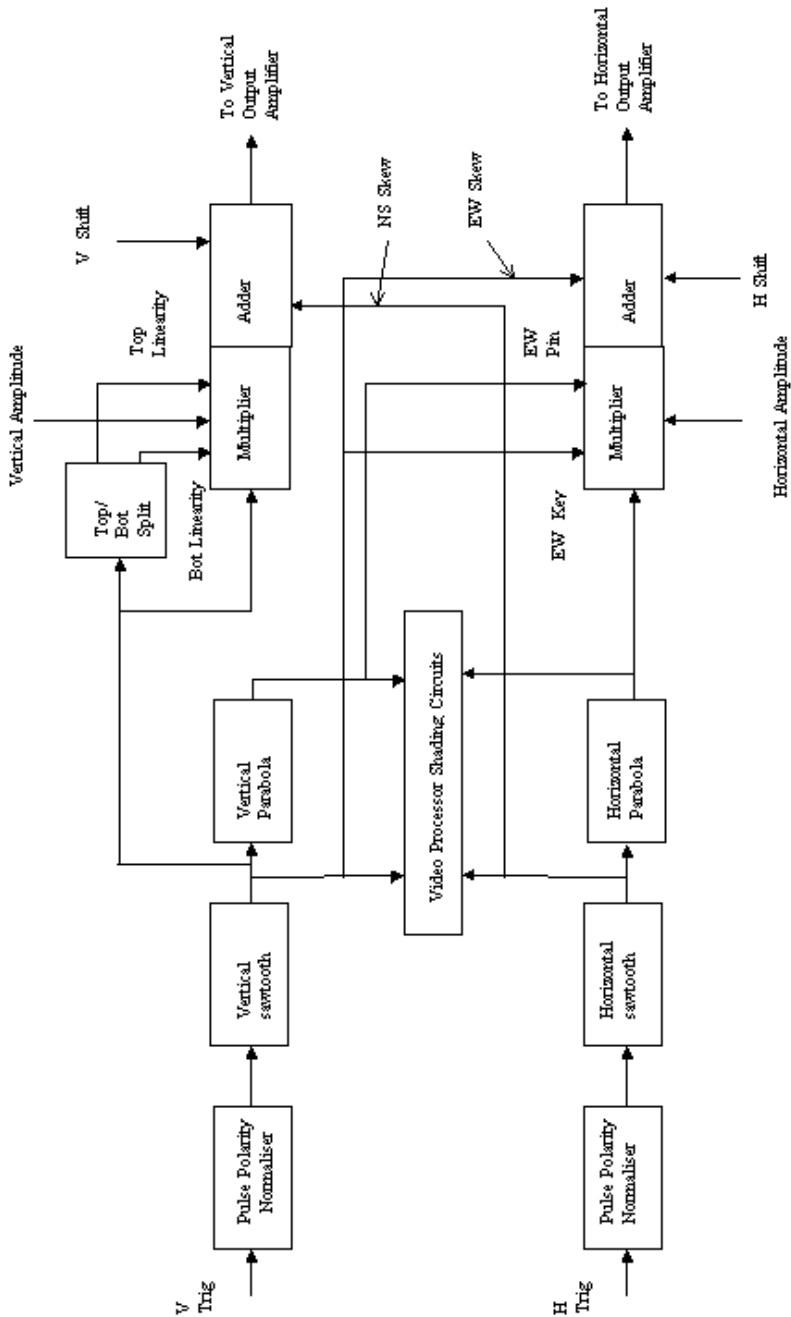 V
Trig
Pulse Polarity
Normaliser
Vertical
sawtooth
Vertical
Parabola
Top/
Bot
Split
Bot Linearity
Vertical Amplitude
Top
Linearity
Multiplier
Adder
V Shift
To Vertical
Output
Amplifier
Video Processor Shading Circuits
NS Skew
EW Skew
H
Trig
Pulse Polarity
Normaliser
Horizontal
sawtooth
Horizontal
Parabola
EW Key
EW
Pin
Multiplier
Adder
Horizontal Amplitude
H Shift
To Horizontal
Output
Amplifier